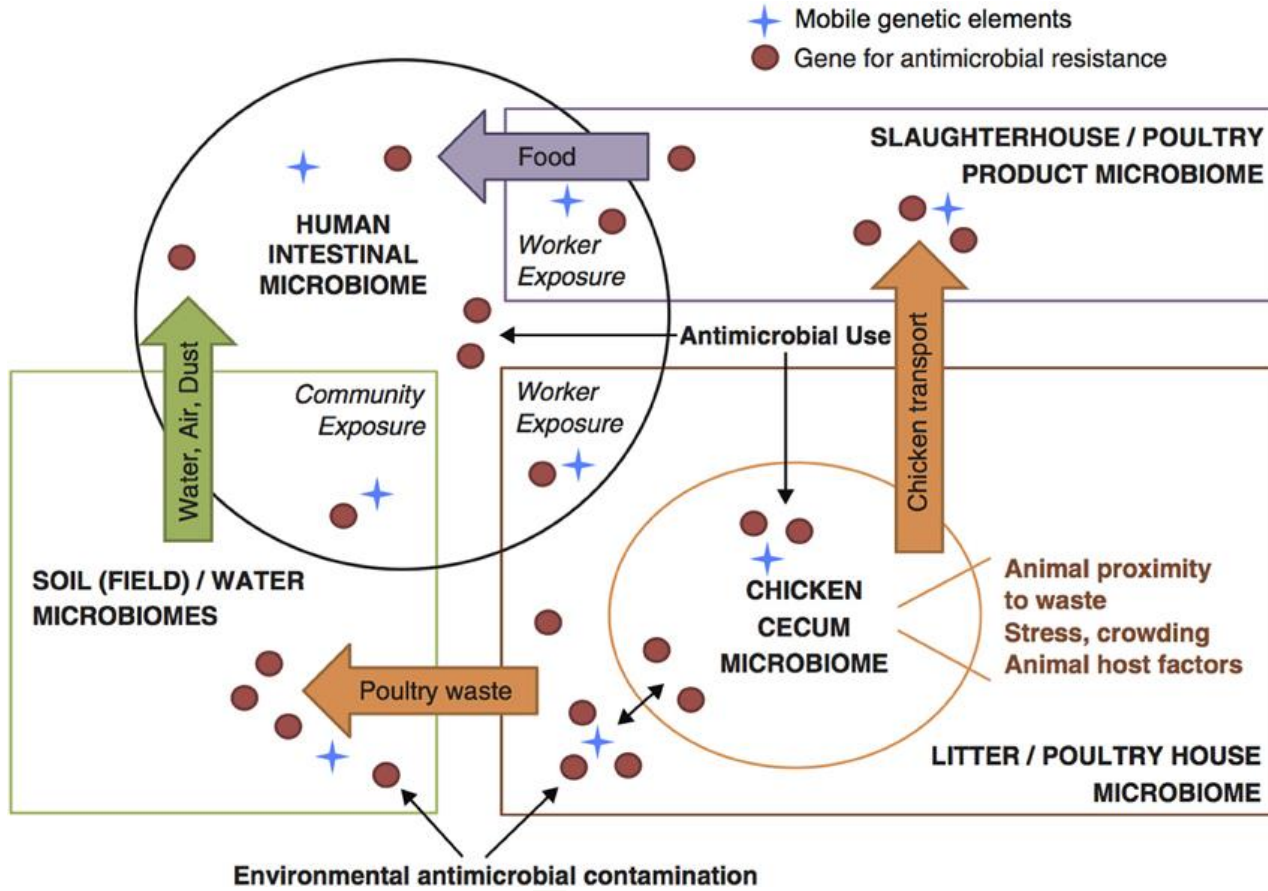 Mobile genetic elements
Gene for antimicrobial resistance
SLAUGHTERHOUSE / POULTRY
PRODUCT MICROBIOME
Food
HUMAN
INTESTINAL
MICROBIOME
Worker
Exposure
Antimicrobial Use
Chicken transport
Water, Air, Dust
Community
Exposure
Worker
Exposure
SOIL (FIELD) / WATER
MICROBIOMES
CHICKEN
CECUM
MICROBIOME
Animal proximity
to waste
Stress, crowding
Animal host factors
Poultry waste
LITTER / POULTRY HOUSE
MICROBIOME
Environmental antimicrobial contamination